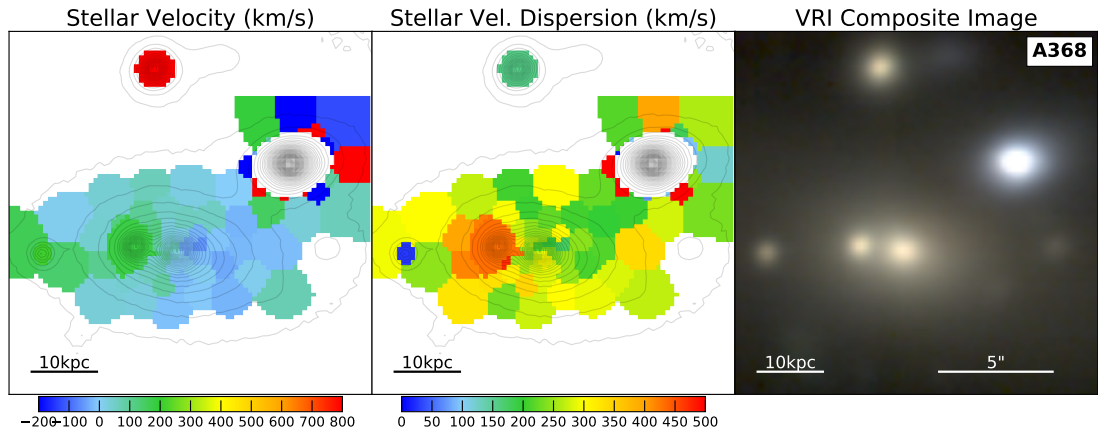 Stellar Velocity (km/s)
Stellar Vel. Dispersion (km/s)
VRI Composite Image
A368
10kpc
10kpc
10kpc
5"
−200 −100 0 100 200 300 400 500 600 700 800
0 50 100 150 200 250 300 350 400 450 500